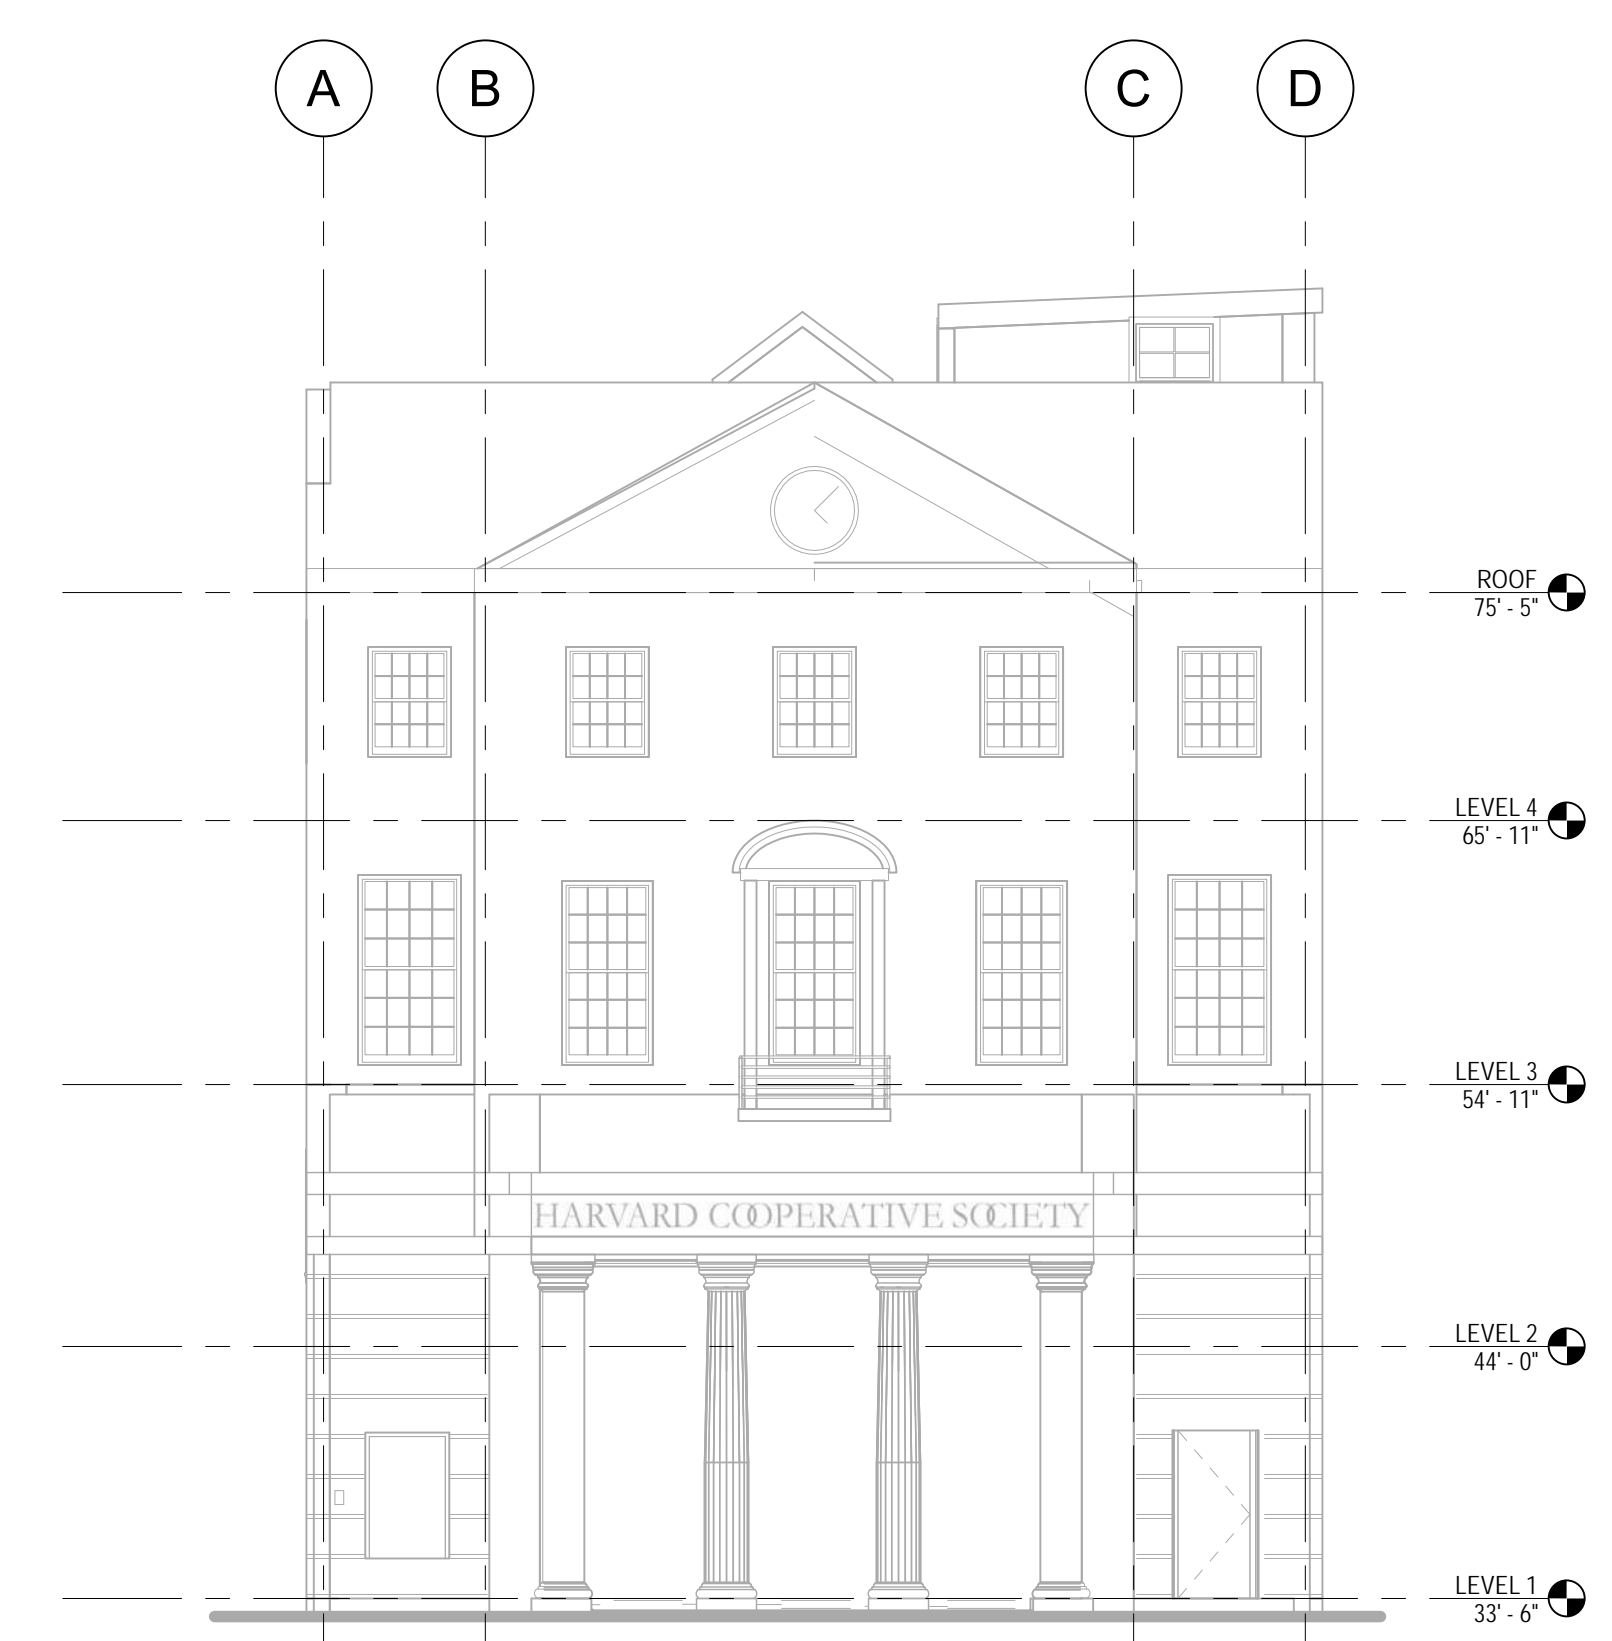 A B C D
ROOF
75' - 5"
LEVEL 4
65' - 11"
LEVEL 3
54' - 11"
HARVARD COOPERATIVE SOCIETY
LEVEL 2
44' - 0"
LEVEL 1
33' - 6"